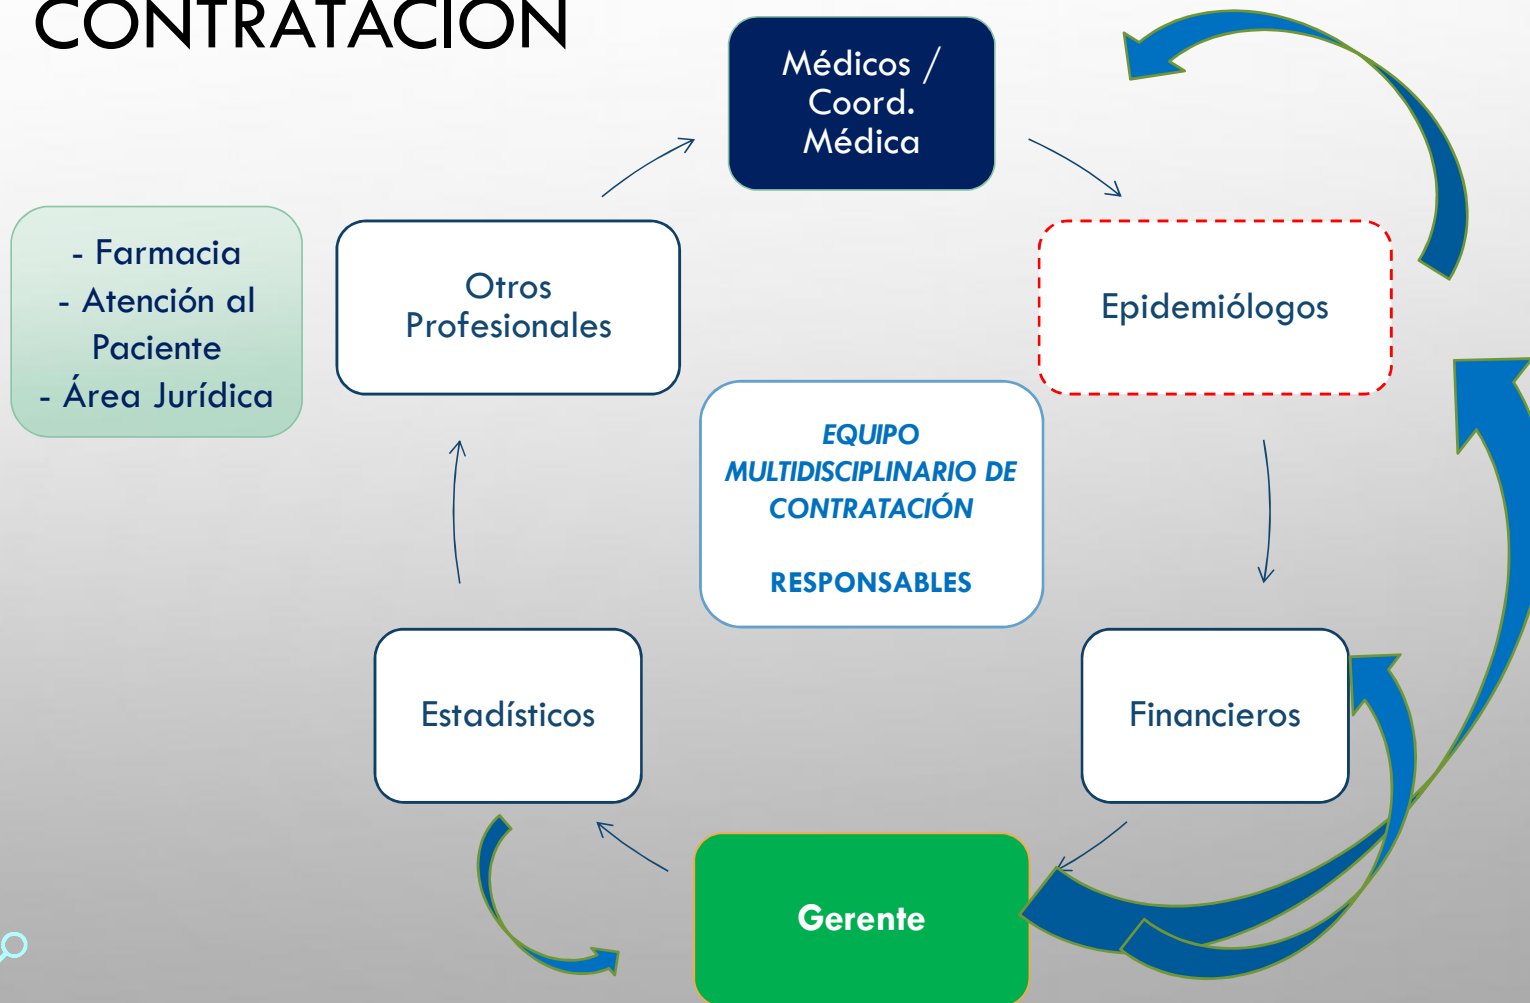 CONTRATACIÓN
Médicos /
Coord.
Médica
- Farmacia
- Atención al
Paciente
- Área Jurídica
Otros
Profesionales
Epidemiólogos
EQUIPO
MULTIDISCIPLINARIO DE
CONTRATACIÓN
RESPONSABLES
Estadísticos
Financieros
Gerente